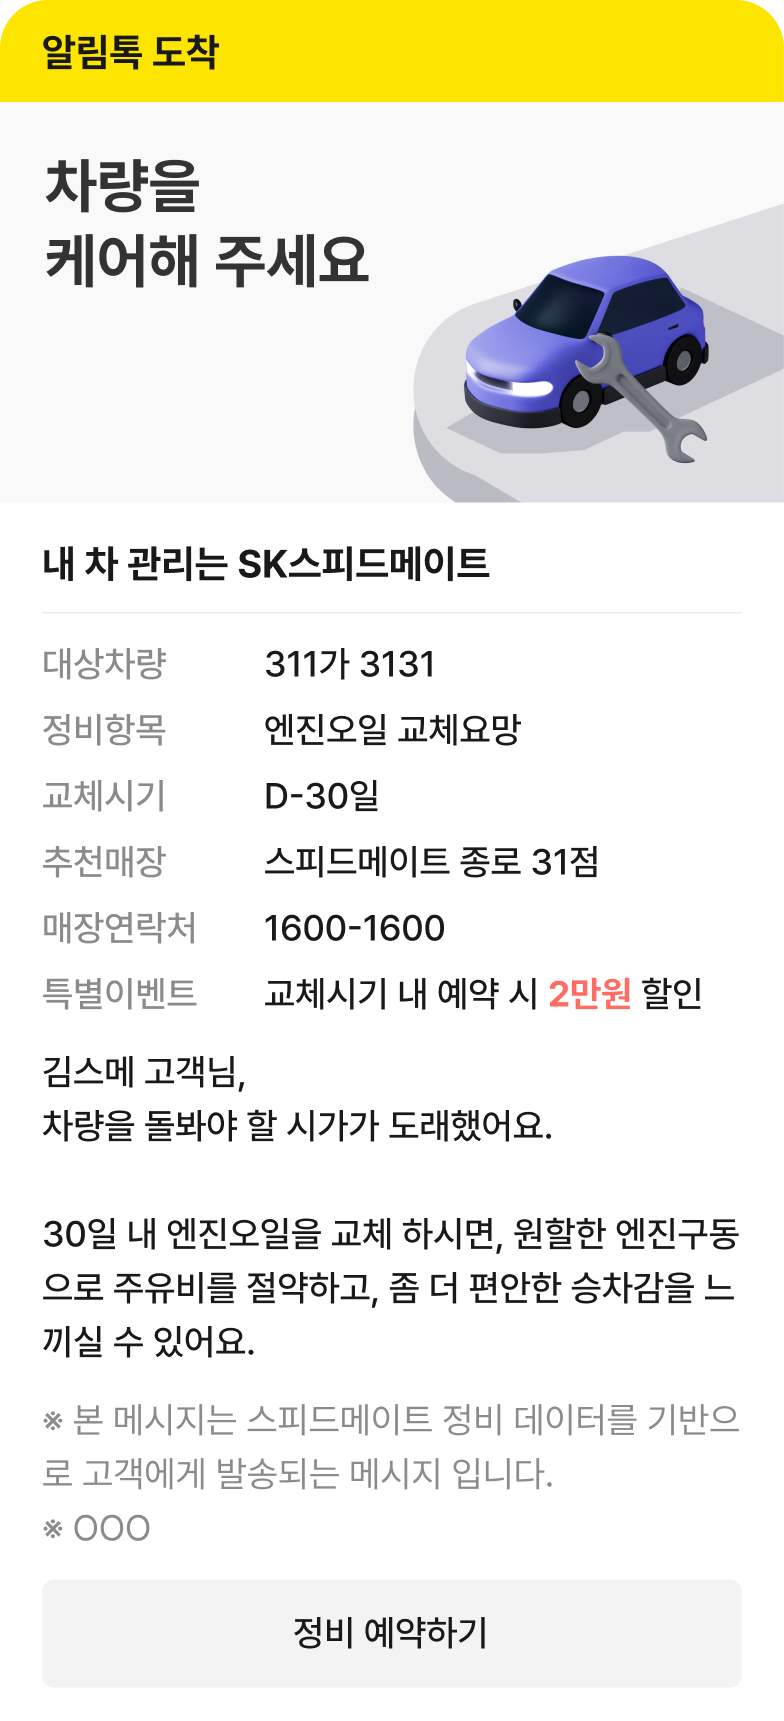 알림톡 도착
차량을
케어해 주세요
내 차 관리는 SK스피드메이트
대상차량 311가 3131
정비항목 엔진오일 교체요망
교체시기 D-30일
추천매장 스피드메이트 종로 31점
매장연락처 1600-1600
특별이벤트 교체시기 내 예약 시 2만원 할인
김스메 고객님,
차량을 돌봐야 할 시가가 도래했어요.
30일 내 엔진오일을 교체 하시면, 원할한 엔진구동
으로 주유비를 절약하고, 좀 더 편안한 승차감을 느
끼실 수 있어요.
※ 본 메시지는 스피드메이트 정비 데이터를 기반으
로 고객에게 발송되는 메시지 입니다.
※ OOO
정비 예약하기